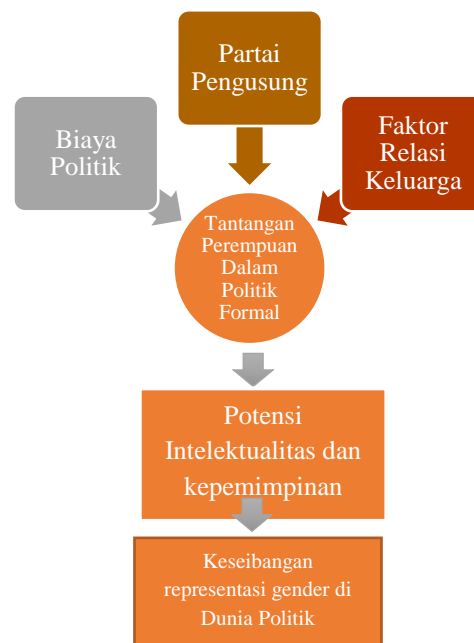 Partai
Pengusung
Biaya
Politik
Faktor
Relasi
Keluarga
Tantangan
Perempuan
Dalam
Politik
Formal
Potensi
Intelektualitas dan
kepemimpinan
Keseibangan
representasi gender di
Dunia Politik